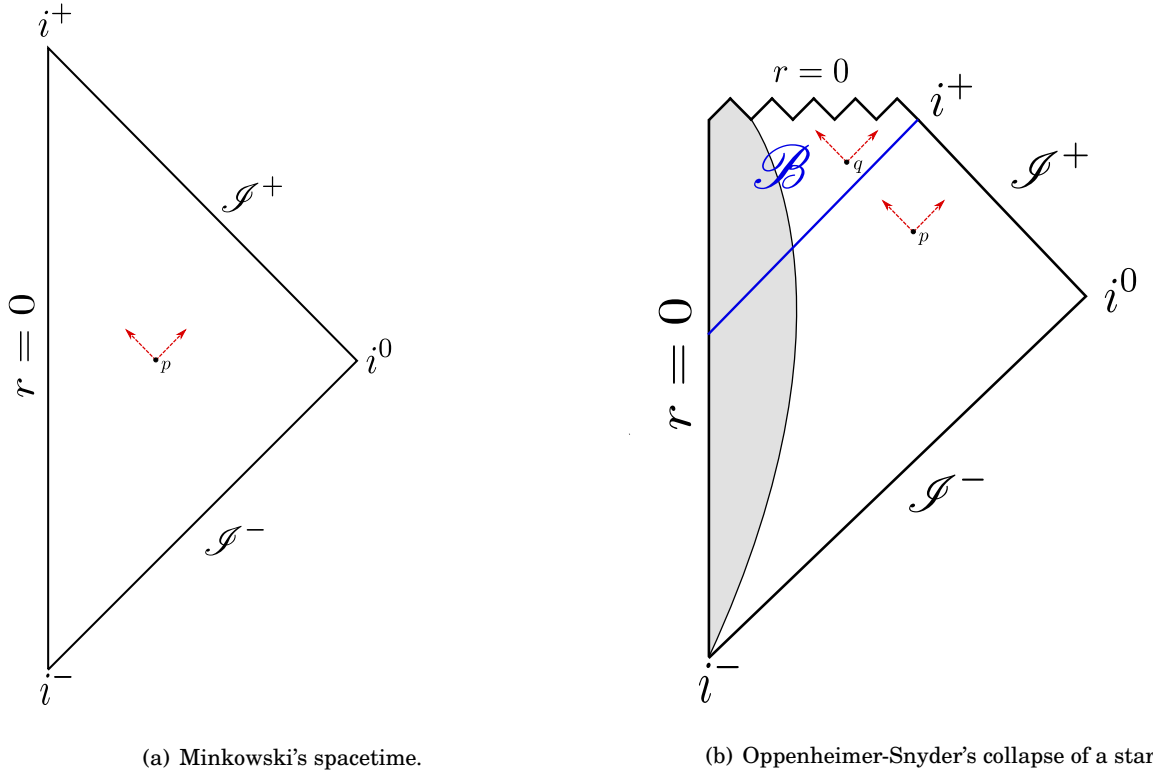 i⁺
𝓘⁺
r = 0
p
i⁰
𝓘⁻
i⁻
(a) Minkowski's spacetime.
r = 0
i⁺
𝓑
q
𝓘⁺
p
r = 0
i⁰
𝓘⁻
i⁻
(b) Oppenheimer-Snyder's collapse of a star